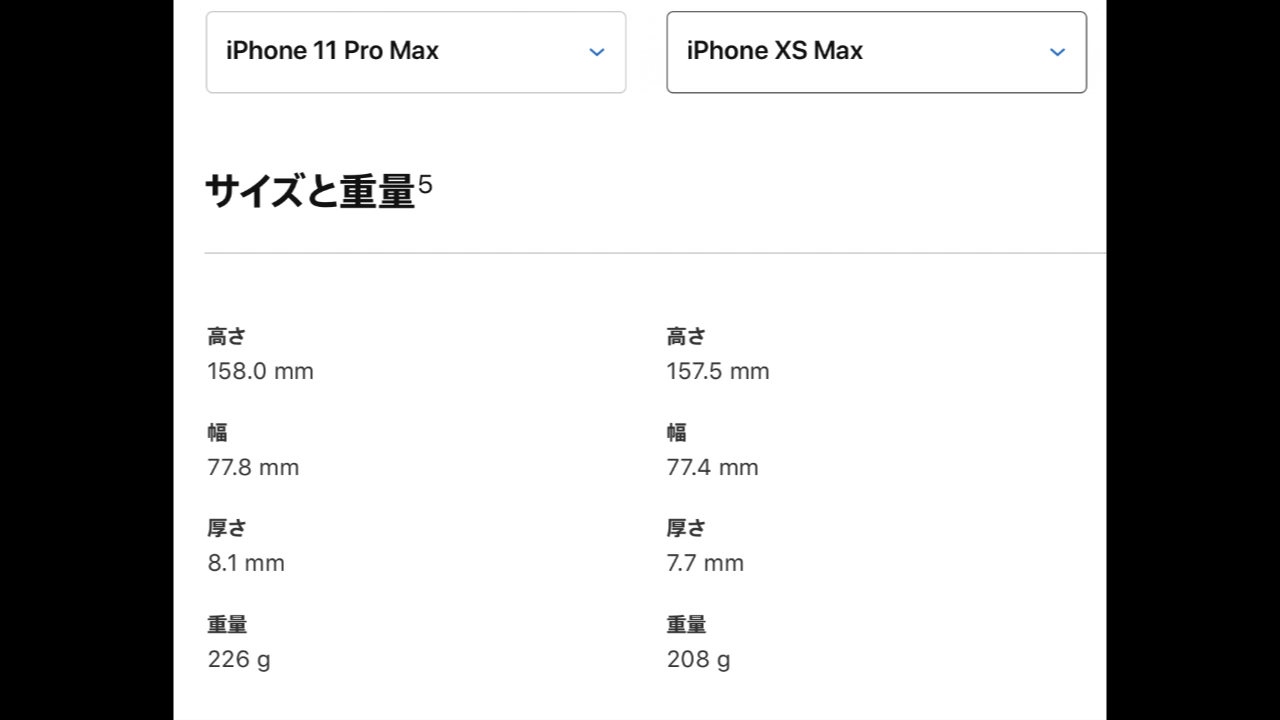 iPhone 11 Pro Max
iPhone XS Max
サイズと重量5
高さ
158.0 mm
幅
77.8 mm
厚さ
8.1 mm
重量
226 g
高さ
157.5 mm
幅
77.4 mm
厚さ
7.7 mm
重量
208 g